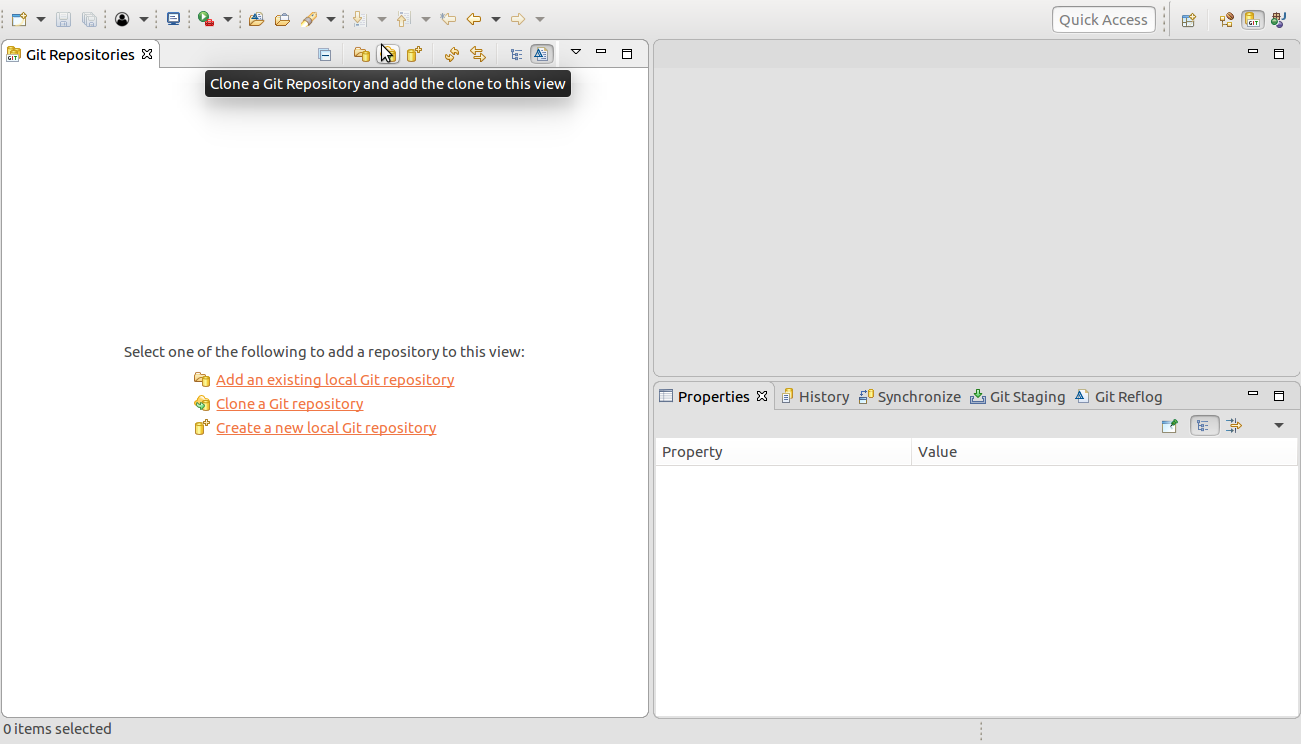 Quick Access
GIT
Git Repositories
Clone a Git Repository and add the clone to this view
Select one of the following to add a repository to this view:
Add an existing local Git repository
Clone a Git repository
Create a new local Git repository
Properties
History
Synchronize
Git Staging
Git Reflog
Property
Value
0 items selected